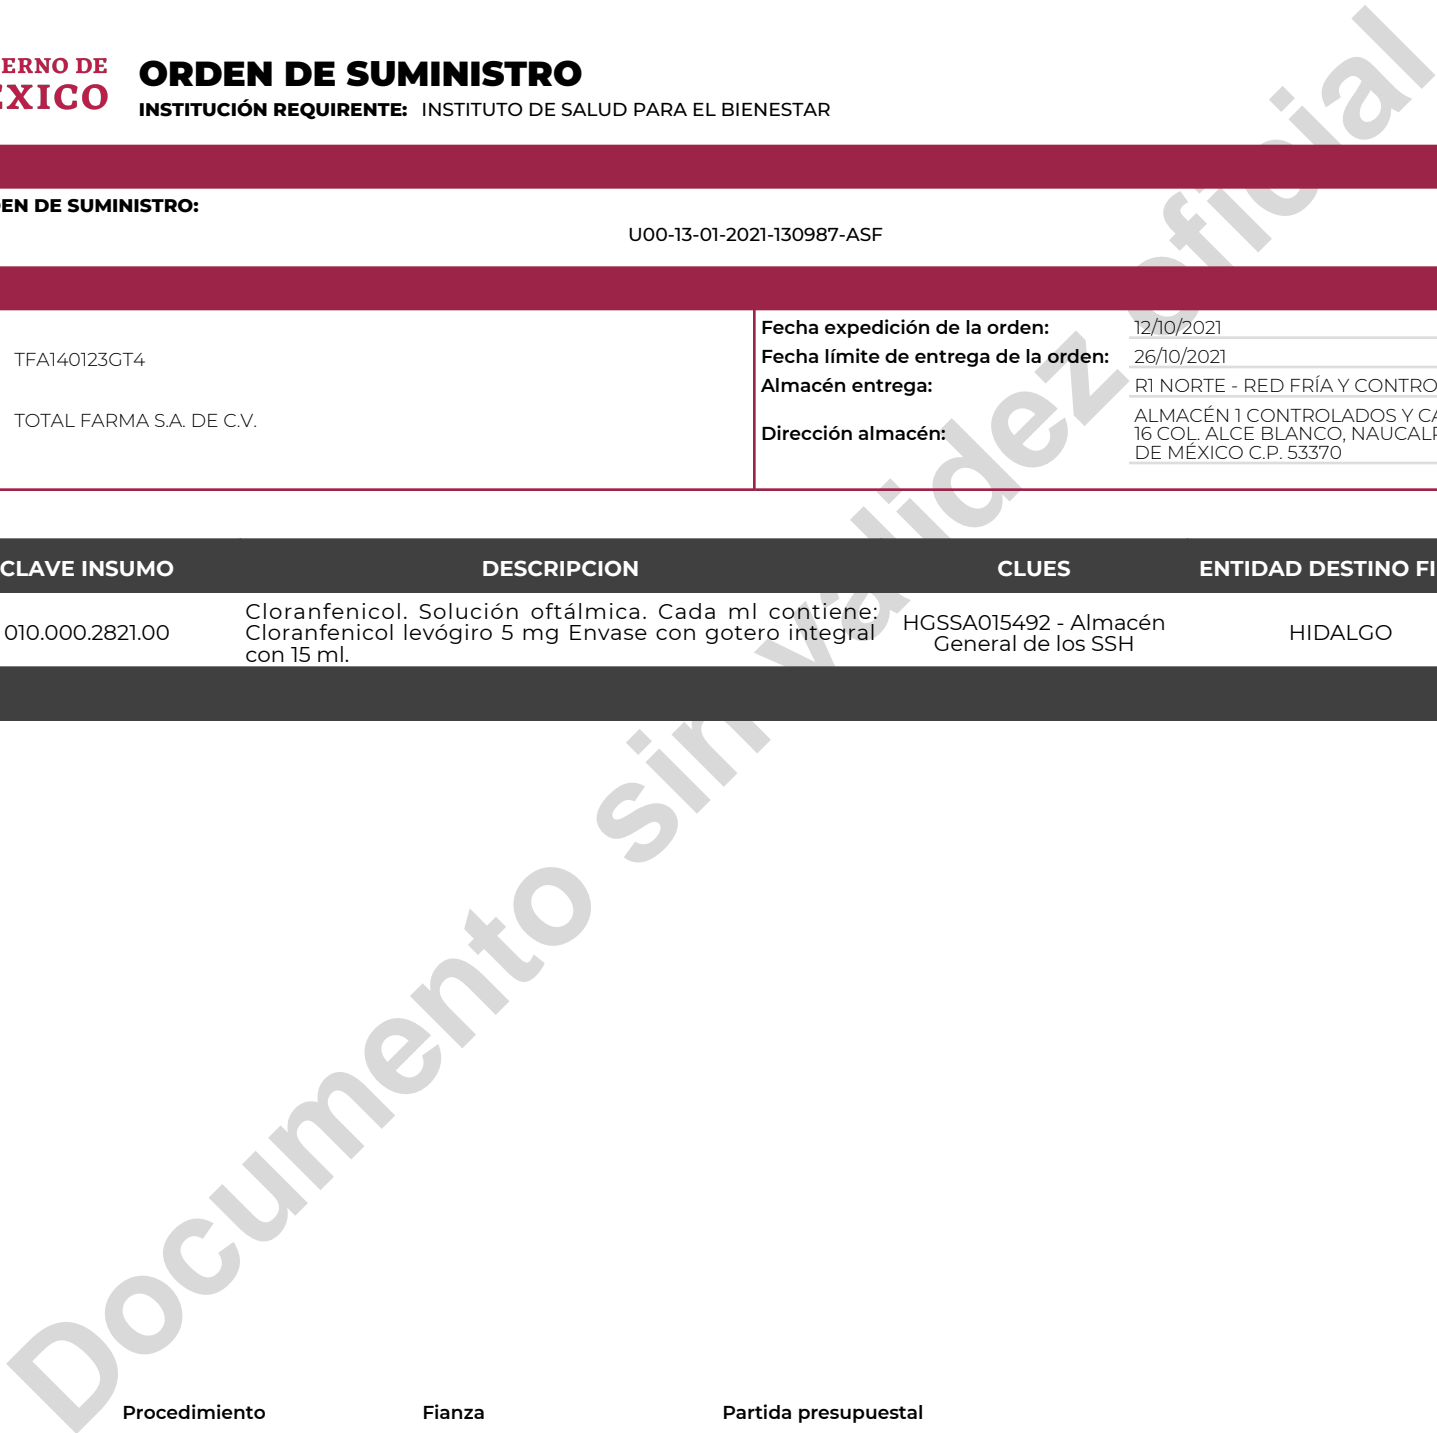 ERNO DE
ÉXICO
ORDEN DE SUMINISTRO
INSTITUCIÓN REQUIRENTE: INSTITUTO DE SALUD PARA EL BIENESTAR
EN DE SUMINISTRO:
U00-13-01-2021-130987-ASF
TFA140123GT4
TOTAL FARMA S.A. DE C.V.
Fecha expedición de la orden: 12/10/2021
Fecha límite de entrega de la orden: 26/10/2021
Almacén entrega: R1 NORTE - RED FRÍA Y CONTRO
Dirección almacén: ALMACÉN 1 CONTROLADOS Y CA
16 COL. ALCE BLANCO, NAUCALP
DE MÉXICO C.P. 53370
CLAVE INSUMO DESCRIPCION CLUES ENTIDAD DESTINO FI
010.000.2821.00
Cloranfenicol. Solución oftálmica. Cada ml contiene:
Cloranfenicol levógiro 5 mg Envase con gotero integral
con 15 ml.
HGSSA015492 - Almacén
General de los SSH
HIDALGO
Documento sin validez oficial
Procedimiento Fianza Partida presupuestal